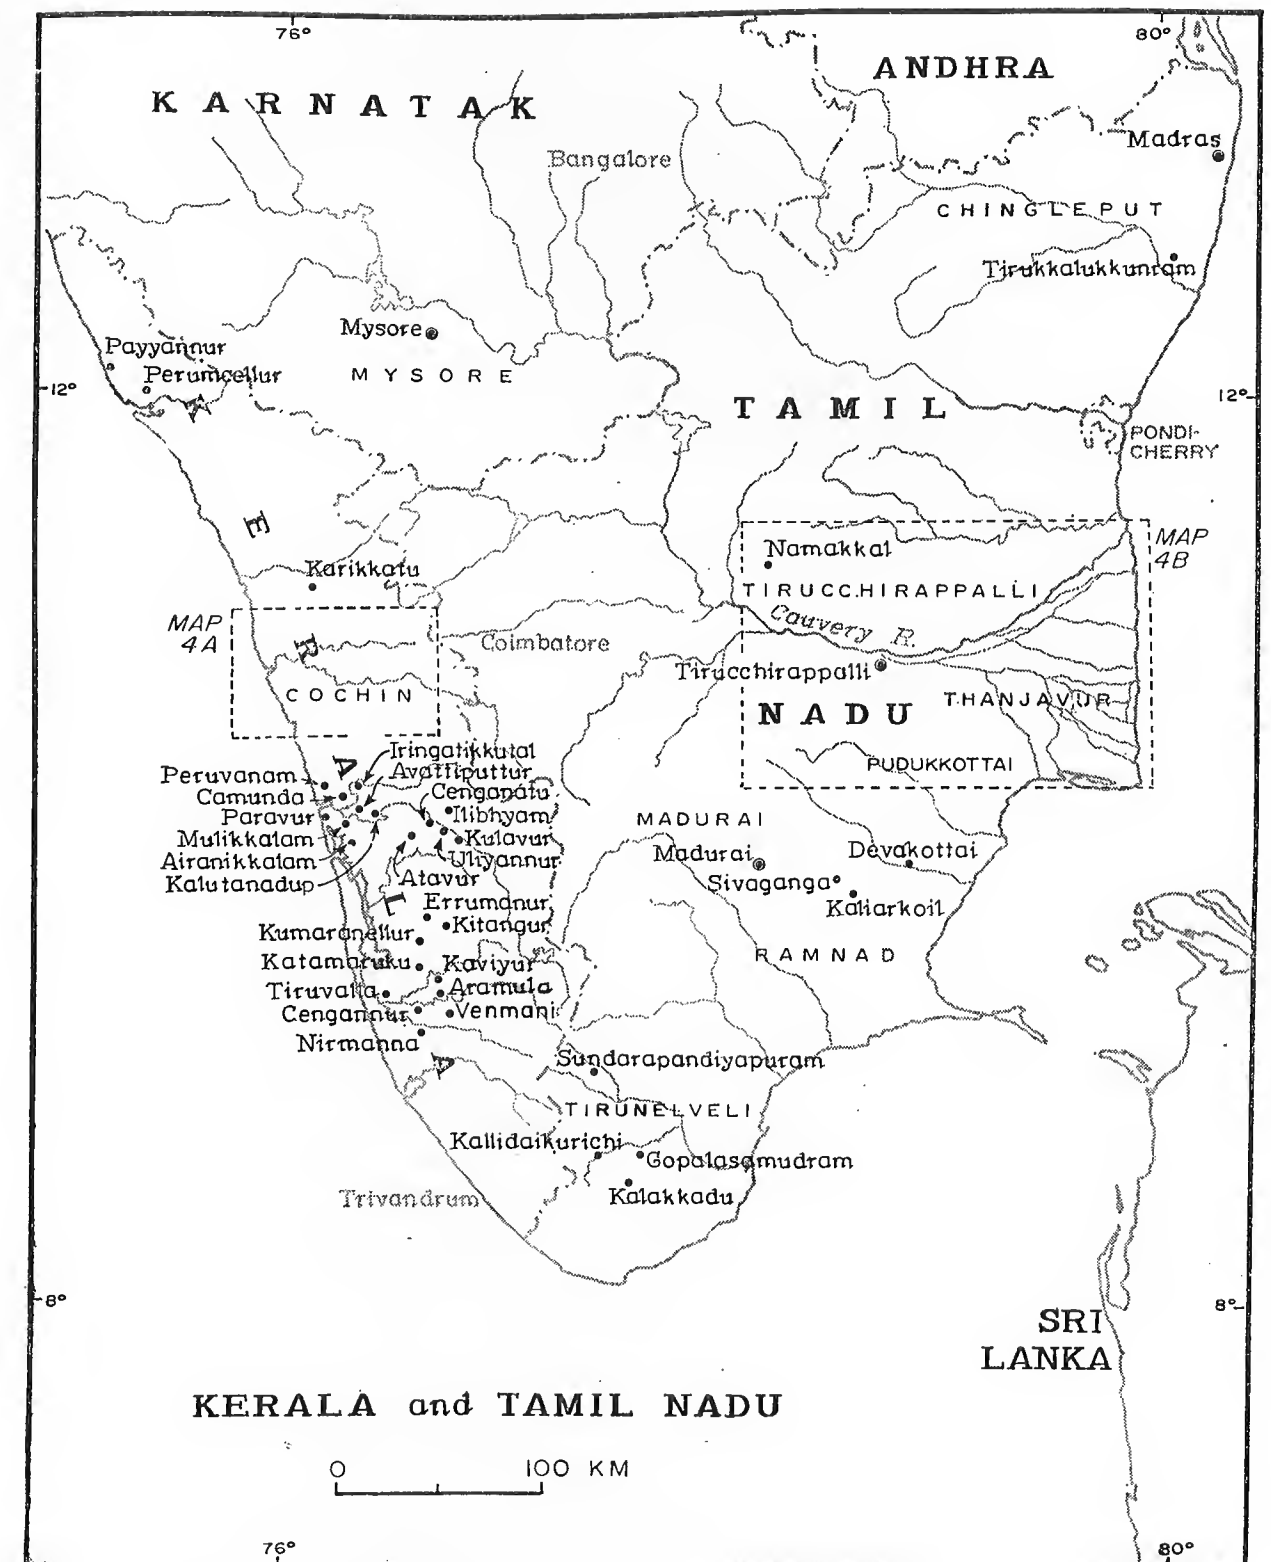 76°
80°
ANDHRA
KARNATAK
Madras
Bangalore
CHINGLEPUT
Tirukkalukkunram
Mysore
Payyannur
Perumcellur
MYSORE
12°
12°
TAMIL
PONDI-
CHERRY
KERALA
MAP
4B
Namakkal
Karikkatu
TIRUCCHIRAPPALLI
MAP
4A
Cauvery R.
Coimbatore
Tirucchirappalli
COCHIN
THANJAVUR
NADU
Iringatikkutal
PUDUKKOTTAI
Peruvanam
Avattiputtur
Camunda
Cenganatu
Paravur
Ilibhyam
MADURAI
Mulikkalam
Kulavur
Airanikkalam
Uliyannur
Madurai
Devakottai
Kalutanadup
Atavur
Sivaganga
Errumanur
Kaliarkoil
Kumaranellur
Kitangur
RAMNAD
Katamaruku
Kaviyur
Tiruvalla
Aramula
Cengannur
Venmani
Nirmanna
Sundarapandiyapuram
TIRUNELVELI
Kallidaikurichi
Gopalasamudram
Trivandrum
Kalakkadu
8°
8°
SRI
LANKA
KERALA and TAMIL NADU
0 100 KM
76°
80°